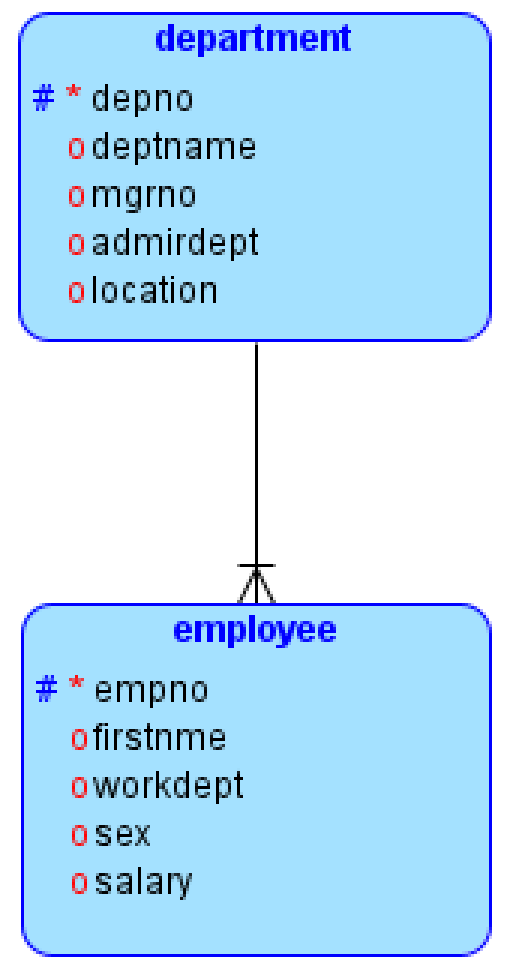 department
# * depno
o deptname
o mgrno
o admirdept
o location
employee
# * empno
o firstnme
o workdept
o sex
o salary